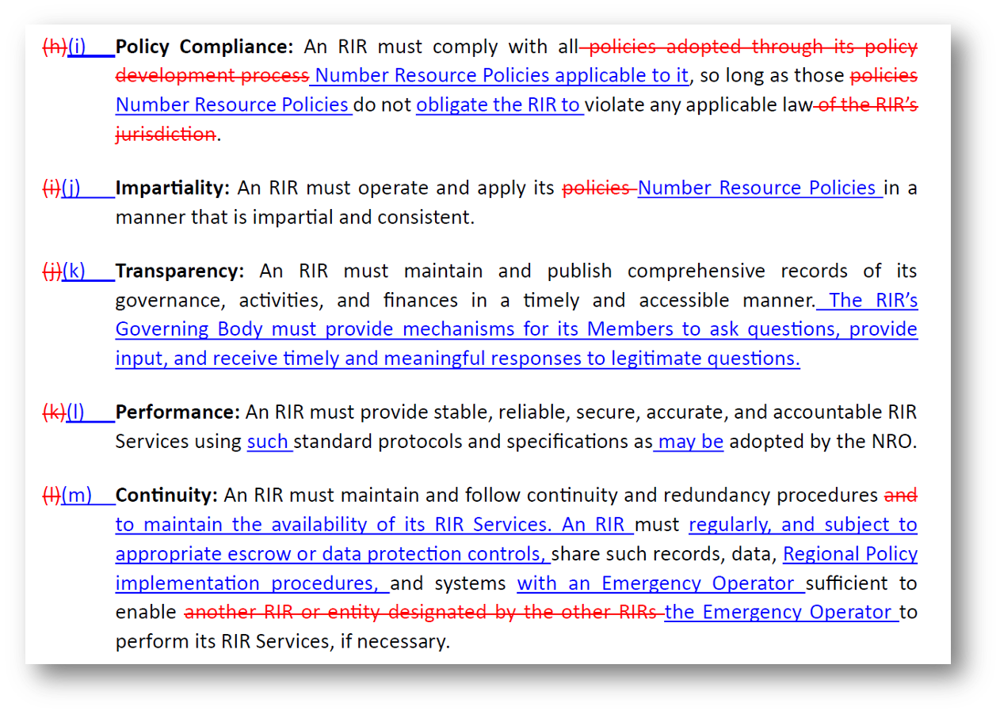 (h)(i) Policy Compliance: An RIR must comply with all policies adopted through its policy
development process Number Resource Policies applicable to it, so long as those policies
Number Resource Policies do not obligate the RIR to violate any applicable law of the RIR’s
jurisdiction.
(i)(j) Impartiality: An RIR must operate and apply its policies Number Resource Policies in a
manner that is impartial and consistent.
(j)(k) Transparency: An RIR must maintain and publish comprehensive records of its
governance, activities, and finances in a timely and accessible manner. The RIR’s
Governing Body must provide mechanisms for its Members to ask questions, provide
input, and receive timely and meaningful responses to legitimate questions.
(k)(l) Performance: An RIR must provide stable, reliable, secure, accurate, and accountable RIR
Services using such standard protocols and specifications as may be adopted by the NRO.
(l)(m) Continuity: An RIR must maintain and follow continuity and redundancy procedures and
to maintain the availability of its RIR Services. An RIR must regularly, and subject to
appropriate escrow or data protection controls, share such records, data, Regional Policy
implementation procedures, and systems with an Emergency Operator sufficient to
enable another RIR or entity designated by the other RIRs the Emergency Operator to
perform its RIR Services, if necessary.